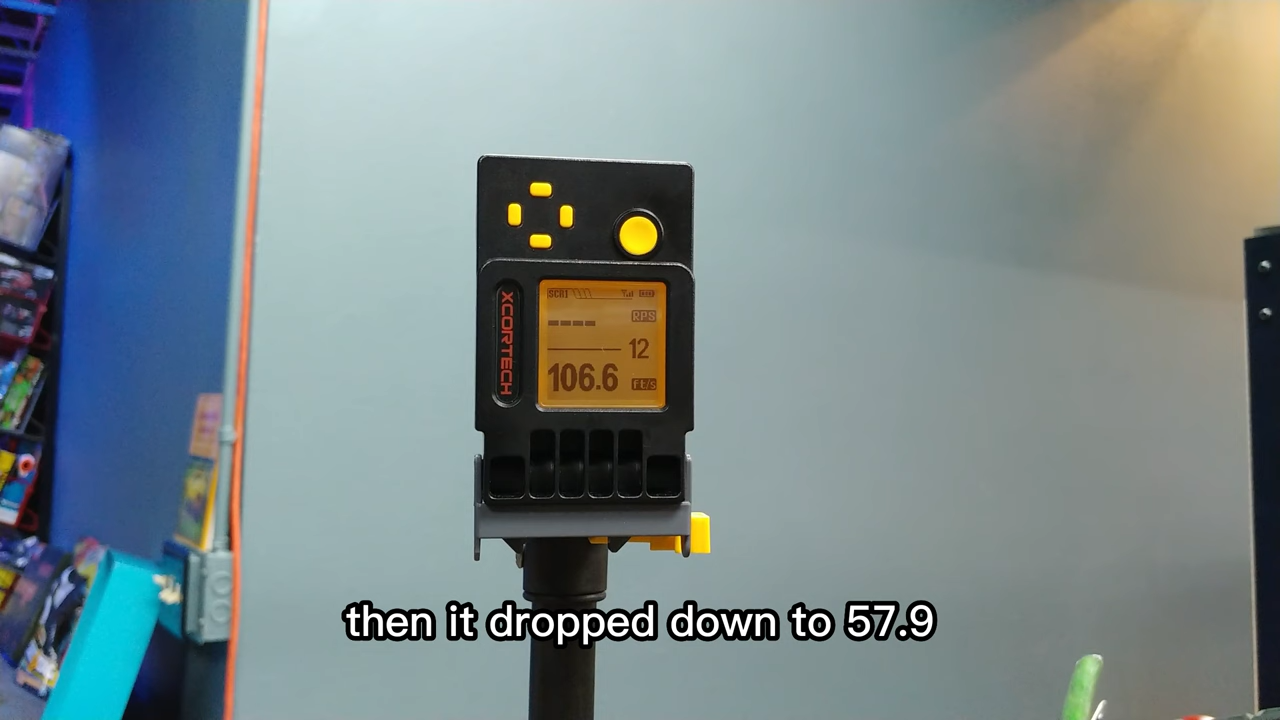 SCR1
---- RPS
12
106.6 ft/s
XCORTECH
then it dropped down to 57.9